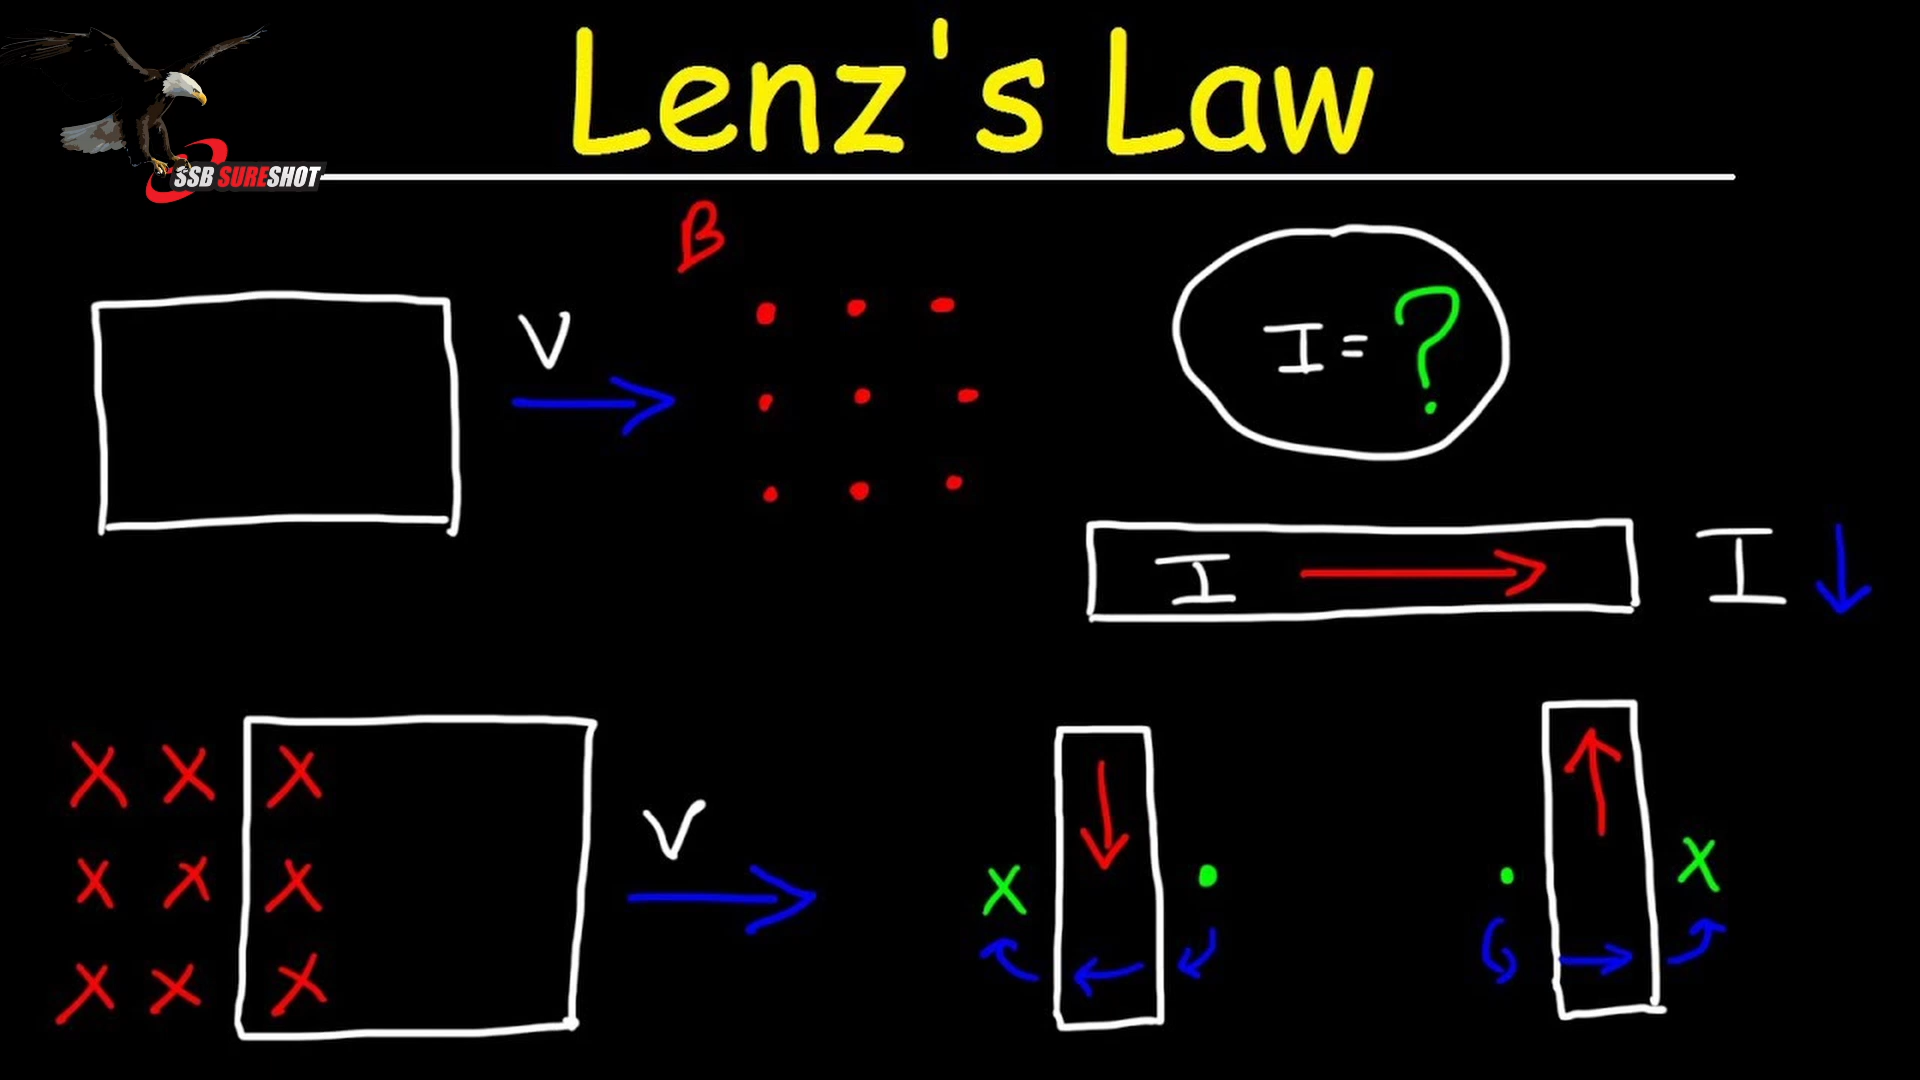 Lenz's Law
SSB SURESHOT
B
V
I = ?
I
I
X X X
X X X
X X X
V
X
X